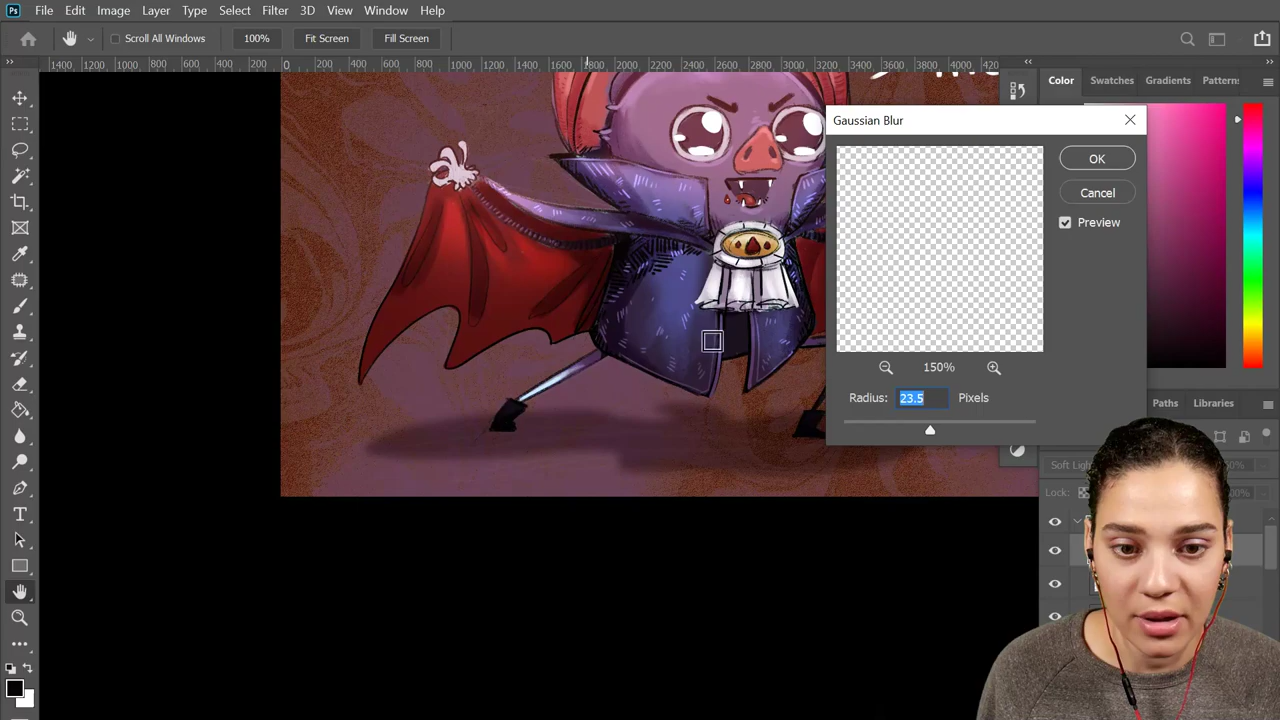 Ps File Edit Image Layer Type Select Filter 3D View Window Help
Scroll All Windows 100% Fit Screen Fill Screen
1400 1200 1000 800 600 400 200 0 200 400 600 800 1000 1200 1400 1600 1800 2000 2200 2400 2600 2800 3000 3200 3400 3600 3800 4000 420
Color Swatches Gradients Pattern
Gaussian Blur
OK
Cancel
Preview
150%
Radius: 23.5 Pixels
Paths Libraries
Soft Light
Lock: